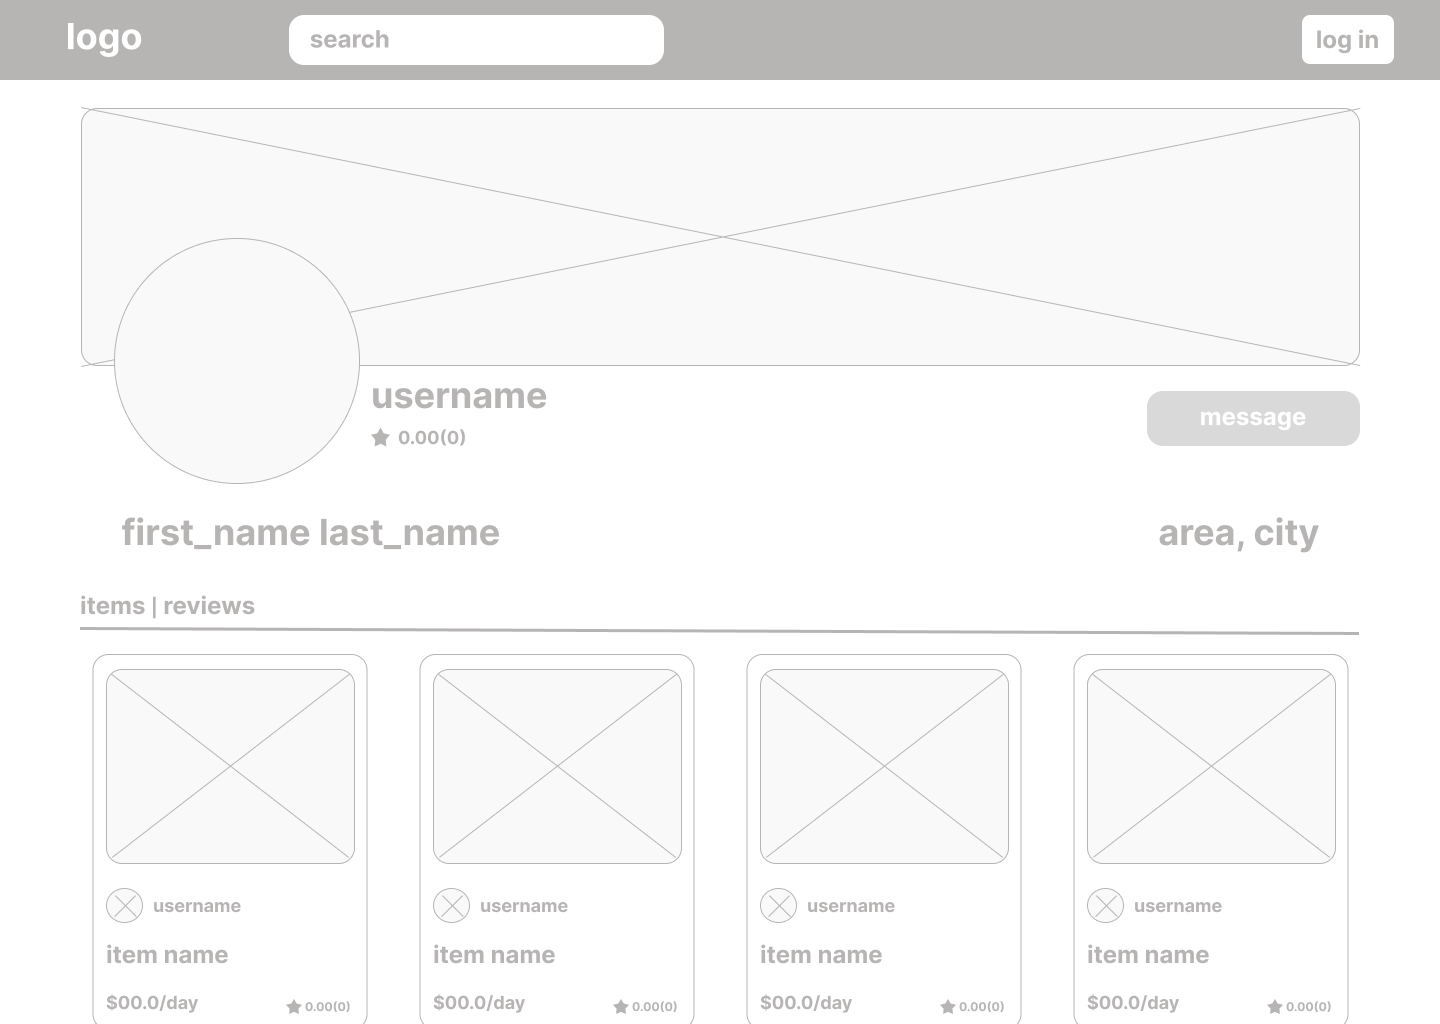 logo
search
log in
username
0.00(0)
message
first_name last_name
area, city
items | reviews
username
item name
$00.0/day
0.00(0)
username
item name
$00.0/day
0.00(0)
username
item name
$00.0/day
0.00(0)
username
item name
$00.0/day
0.00(0)